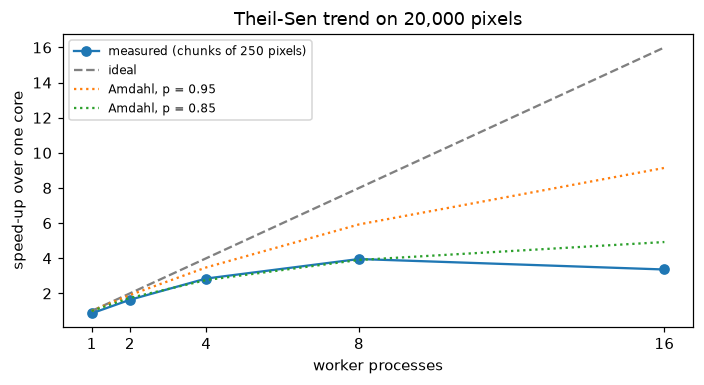 Theil-Sen trend on 20,000 pixels
measured (chunks of 250 pixels)
ideal
Amdahl, p = 0.95
Amdahl, p = 0.85
speed-up over one core
16
14
12
10
8
6
4
2
1 2 4 8 16
worker processes